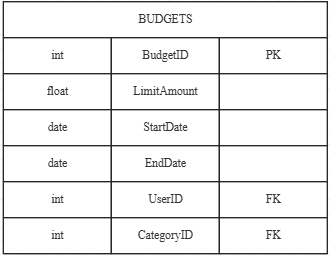 BUDGETS
int BudgetID PK
float LimitAmount
date StartDate
date EndDate
int UserID FK
int CategoryID FK